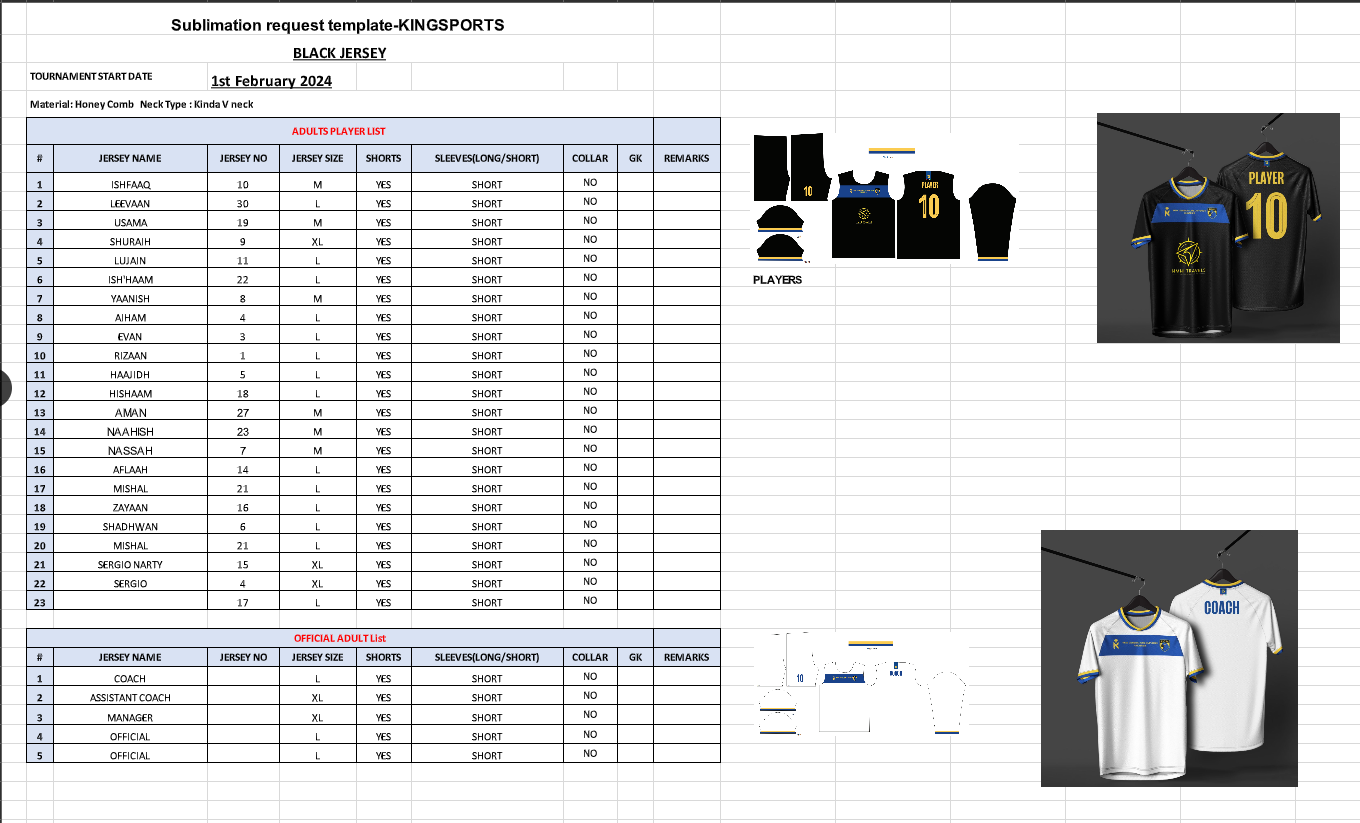 Sublimation request template-KINGSPORTS
BLACK JERSEY
TOURNAMENT START DATE 1st February 2024
Material: Honey Comb Neck Type : Kinda V neck
ADULTS PLAYER LIST
# JERSEY NAME JERSEY NO JERSEY SIZE SHORTS SLEEVES(LONG/SHORT) COLLAR GK REMARKS
1 ISHFAAQ 10 M YES SHORT NO
2 LEEVAAN 30 L YES SHORT NO
3 USAMA 19 M YES SHORT NO
4 SHURAIH 9 XL YES SHORT NO
5 LUJAIN 11 L YES SHORT NO
6 ISH'HAAM 22 L YES SHORT NO
7 YAANISH 8 M YES SHORT NO
8 AIHAM 4 L YES SHORT NO
9 EVAN 3 L YES SHORT NO
10 RIZAAN 1 L YES SHORT NO
11 HAAJIDH 5 L YES SHORT NO
12 HISHAAM 18 L YES SHORT NO
13 AMAN 27 M YES SHORT NO
14 NAAHISH 23 M YES SHORT NO
15 NASSAH 7 M YES SHORT NO
16 AFLAAH 14 L YES SHORT NO
17 MISHAL 21 L YES SHORT NO
18 ZAYAAN 16 L YES SHORT NO
19 SHADHWAN 6 L YES SHORT NO
20 MISHAL 21 L YES SHORT NO
21 SERGIO NARTY 15 XL YES SHORT NO
22 SERGIO 4 XL YES SHORT NO
23 17 L YES SHORT NO
OFFICIAL ADULT List
# JERSEY NAME JERSEY NO JERSEY SIZE SHORTS SLEEVES(LONG/SHORT) COLLAR GK REMARKS
1 COACH L YES SHORT NO
2 ASSISTANT COACH XL YES SHORT NO
3 MANAGER XL YES SHORT NO
4 OFFICIAL L YES SHORT NO
5 OFFICIAL L YES SHORT NO
10
PLAYER
10
PLAYERS
PLAYER
10
10
COACH
COACH